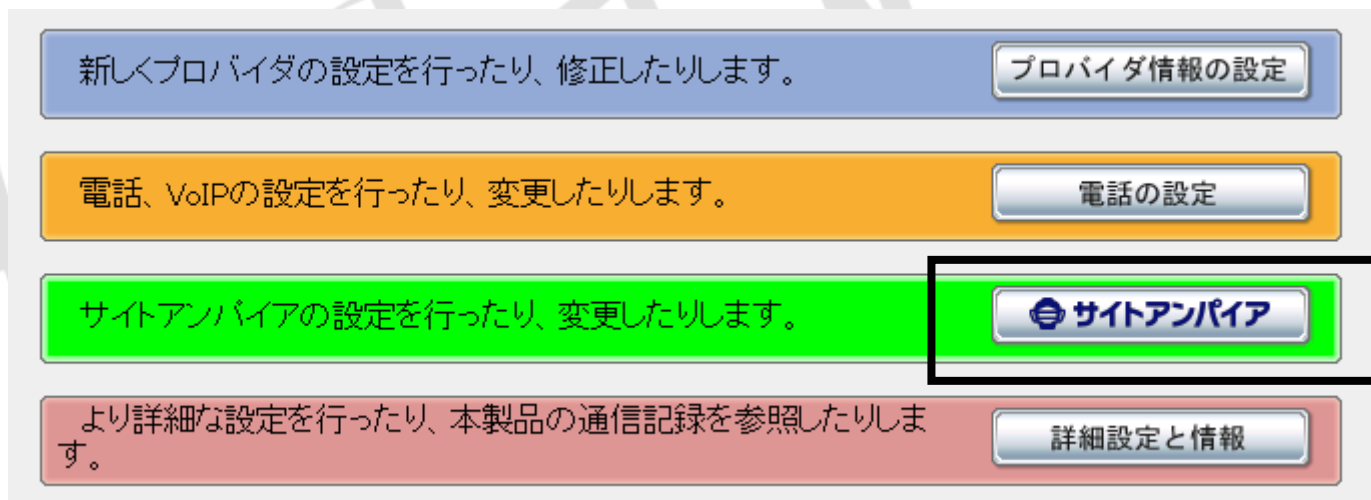 新しくプロバイダの設定を行ったり、修正したりします。
プロバイダ情報の設定
電話、VoIPの設定を行ったり、変更したりします。
電話の設定
サイトアンパイアの設定を行ったり、変更したりします。
サイトアンパイア
より詳細な設定を行ったり、本製品の通信記録を参照したりしま
す。
詳細設定と情報